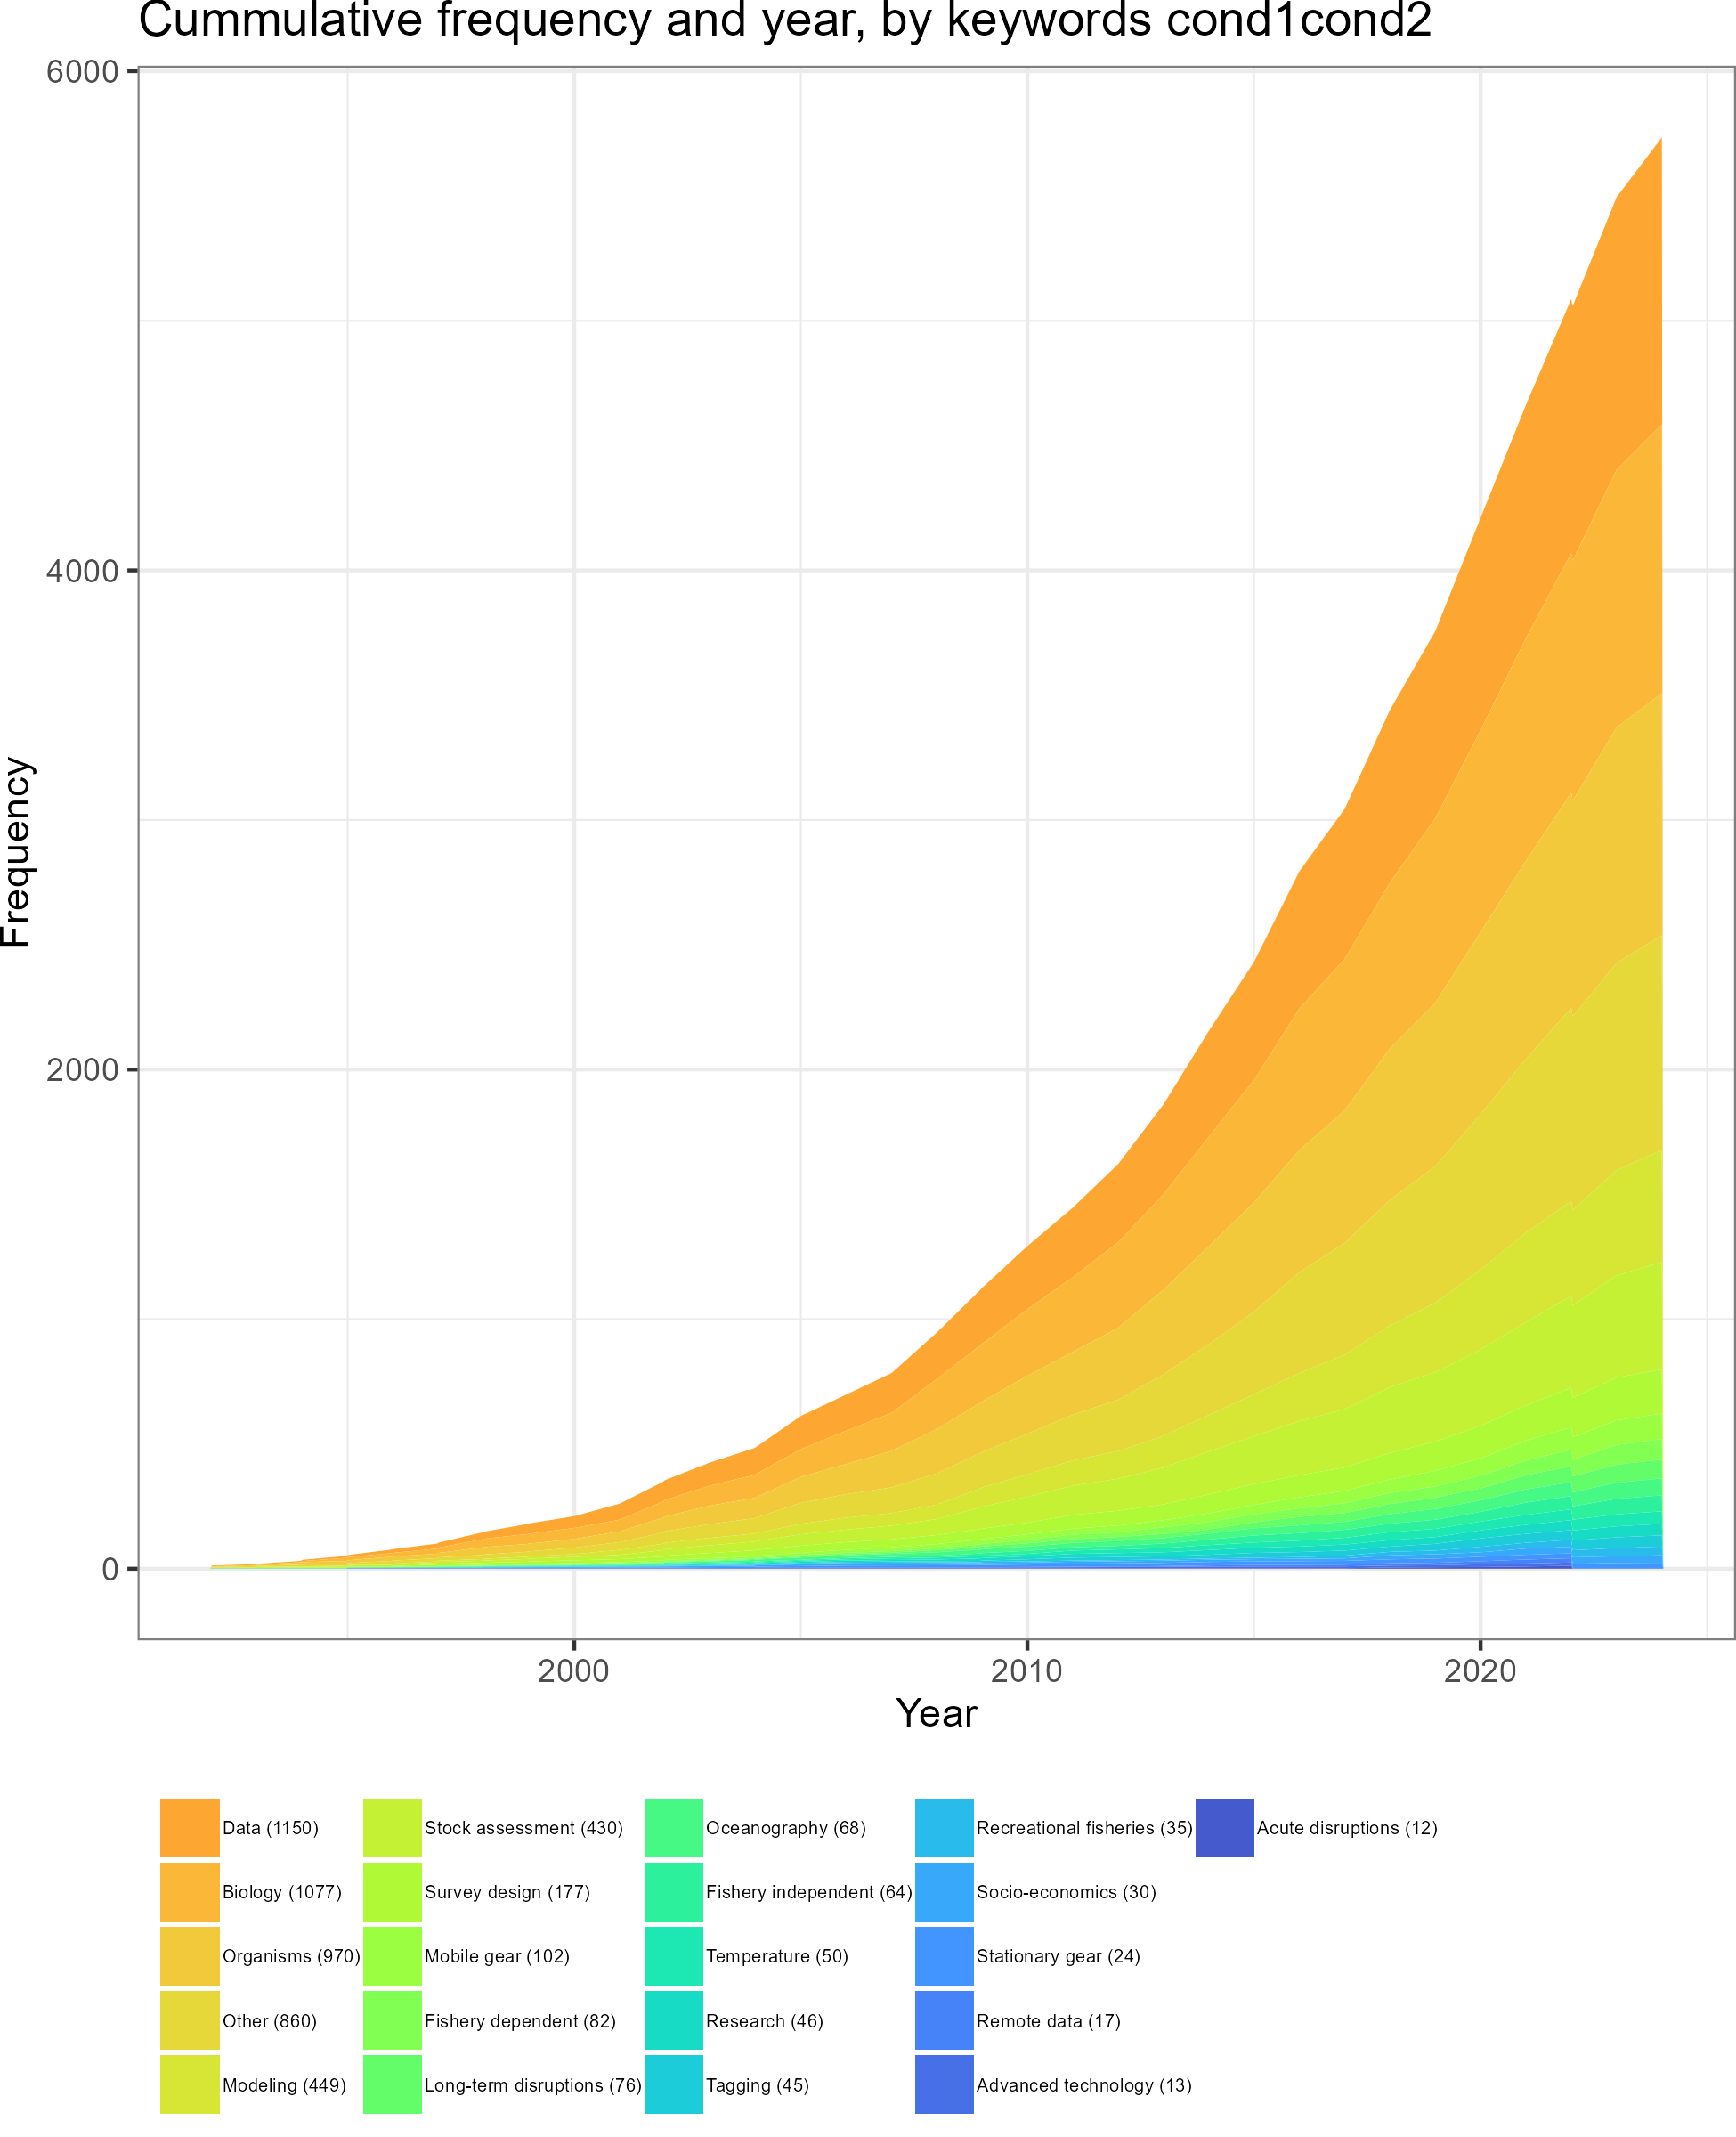 Cummulative frequency and year, by keywords cond1cond2
6000
4000
2000
0
Frequency
2000 2010 2020
Year
Data (1150) Stock assessment (430) Oceanography (68) Recreational fisheries (35) Acute disruptions (12)
Biology (1077) Survey design (177) Fishery independent (64) Socio-economics (30)
Organisms (970) Mobile gear (102) Temperature (50) Stationary gear (24)
Other (860) Fishery dependent (82) Research (46) Remote data (17)
Modeling (449) Long-term disruptions (76) Tagging (45) Advanced technology (13)